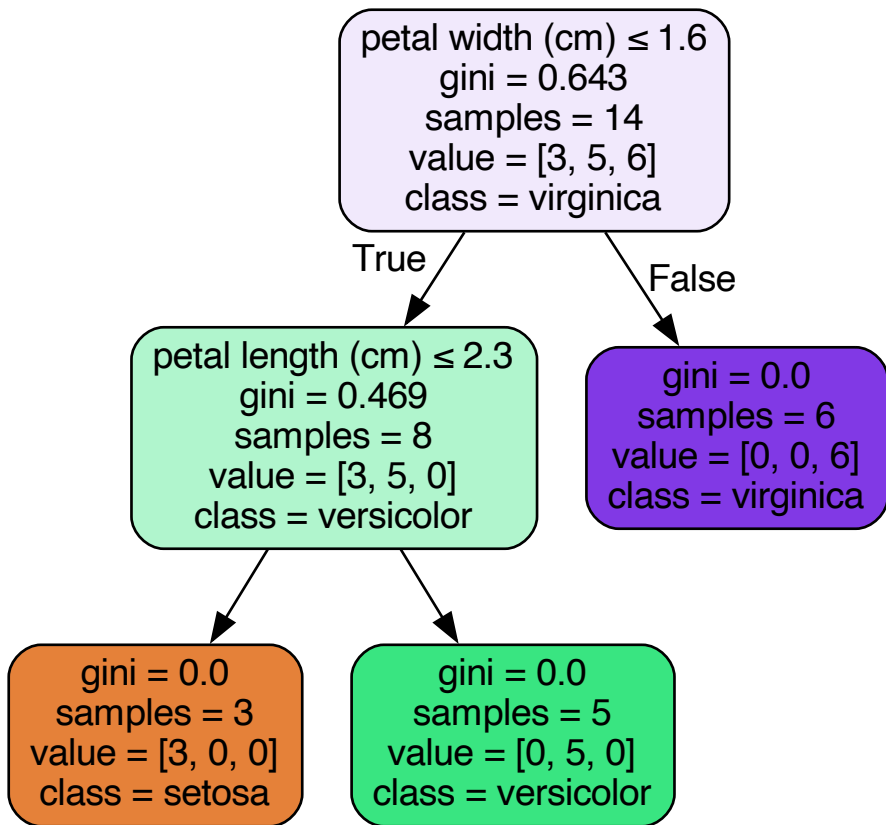 petal width (cm) ≤ 1.6
gini = 0.643
samples = 14
value = [3, 5, 6]
class = virginica
True
False
petal length (cm) ≤ 2.3
gini = 0.469
samples = 8
value = [3, 5, 0]
class = versicolor
gini = 0.0
samples = 6
value = [0, 0, 6]
class = virginica
gini = 0.0
samples = 3
value = [3, 0, 0]
class = setosa
gini = 0.0
samples = 5
value = [0, 5, 0]
class = versicolor